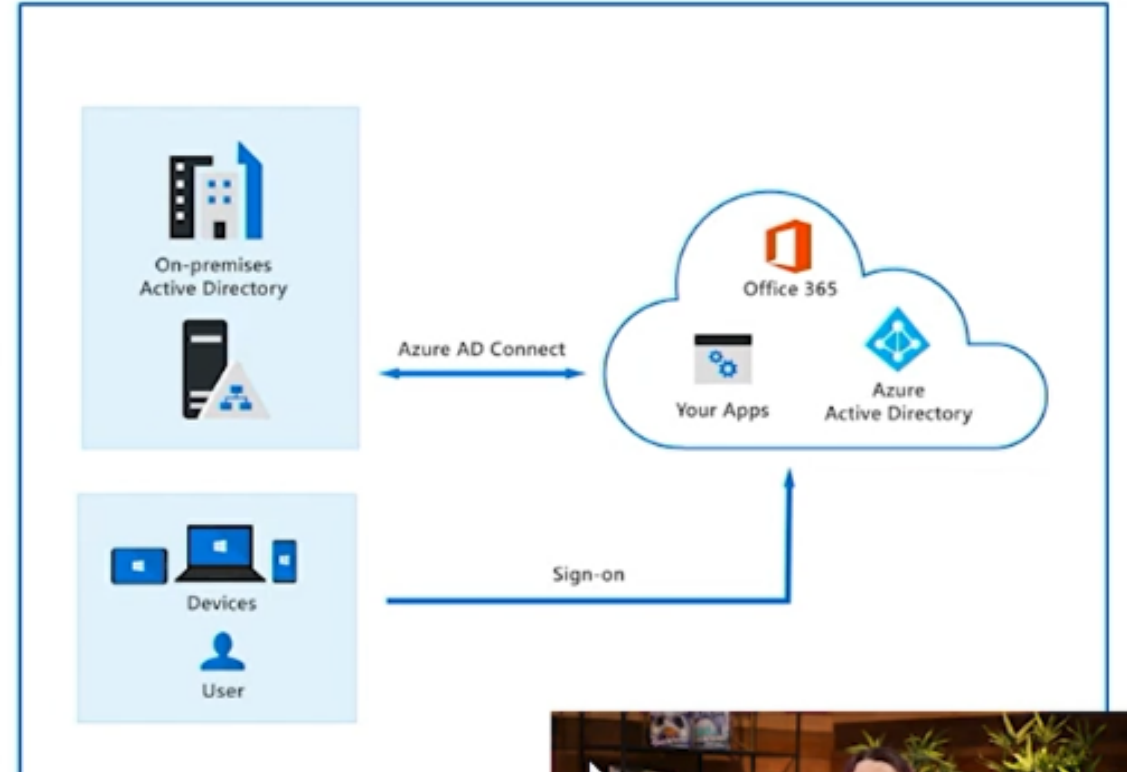 On-premises
Active Directory
Azure AD Connect
Office 365
Your Apps
Azure
Active Directory
Devices
User
Sign-on